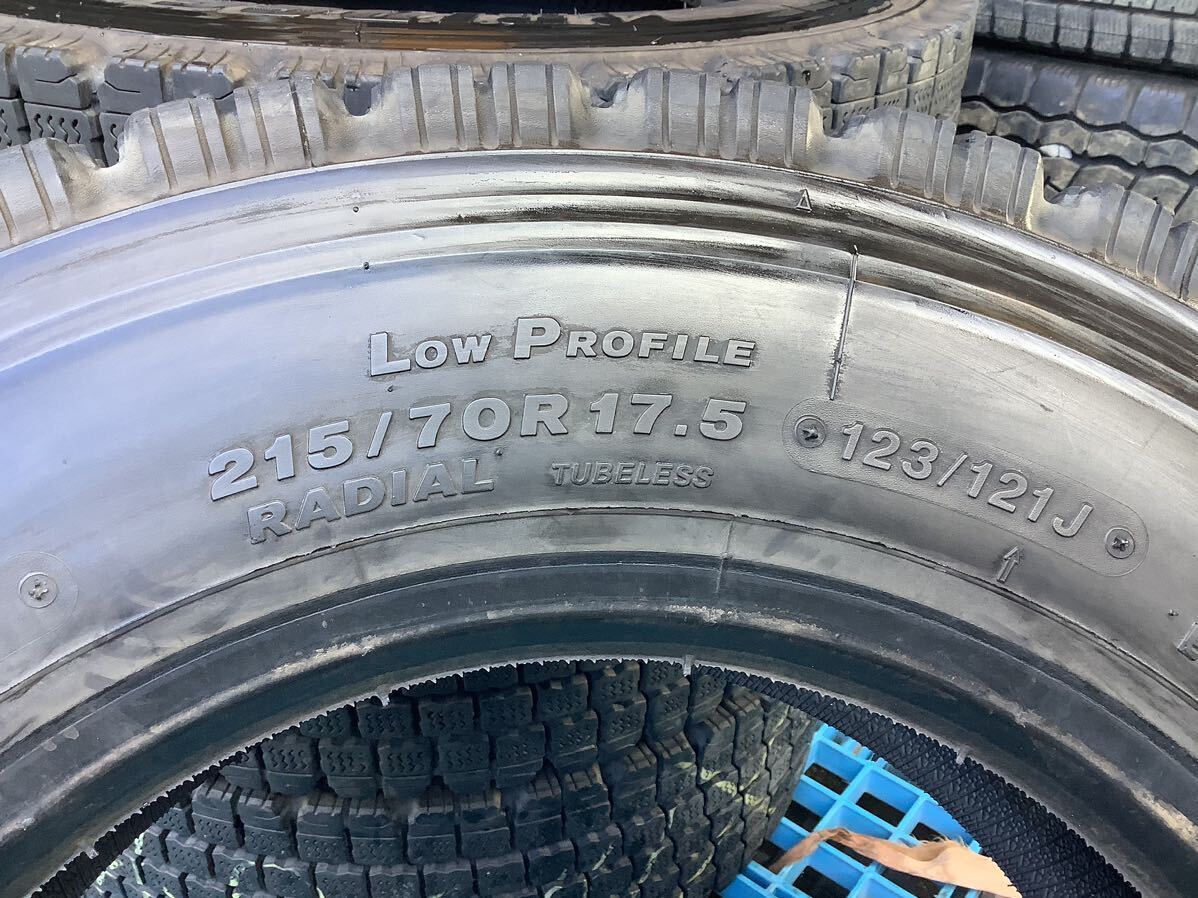 LOW PROFILE
215/70R 17.5 123/121J
RADIAL TUBELESS